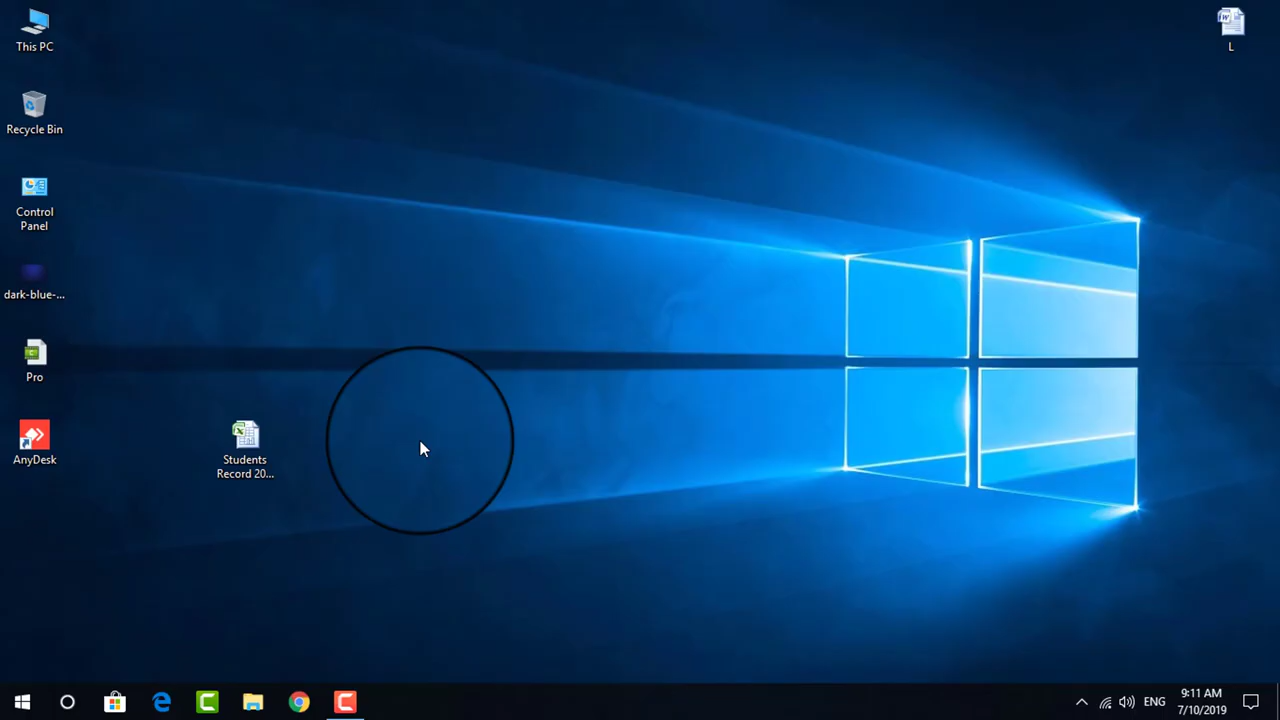 This PC
L
Recycle Bin
Control
Panel
dark-blue-...
Pro
AnyDesk
Students
Record 20...
ENG
9:11 AM
7/10/2019